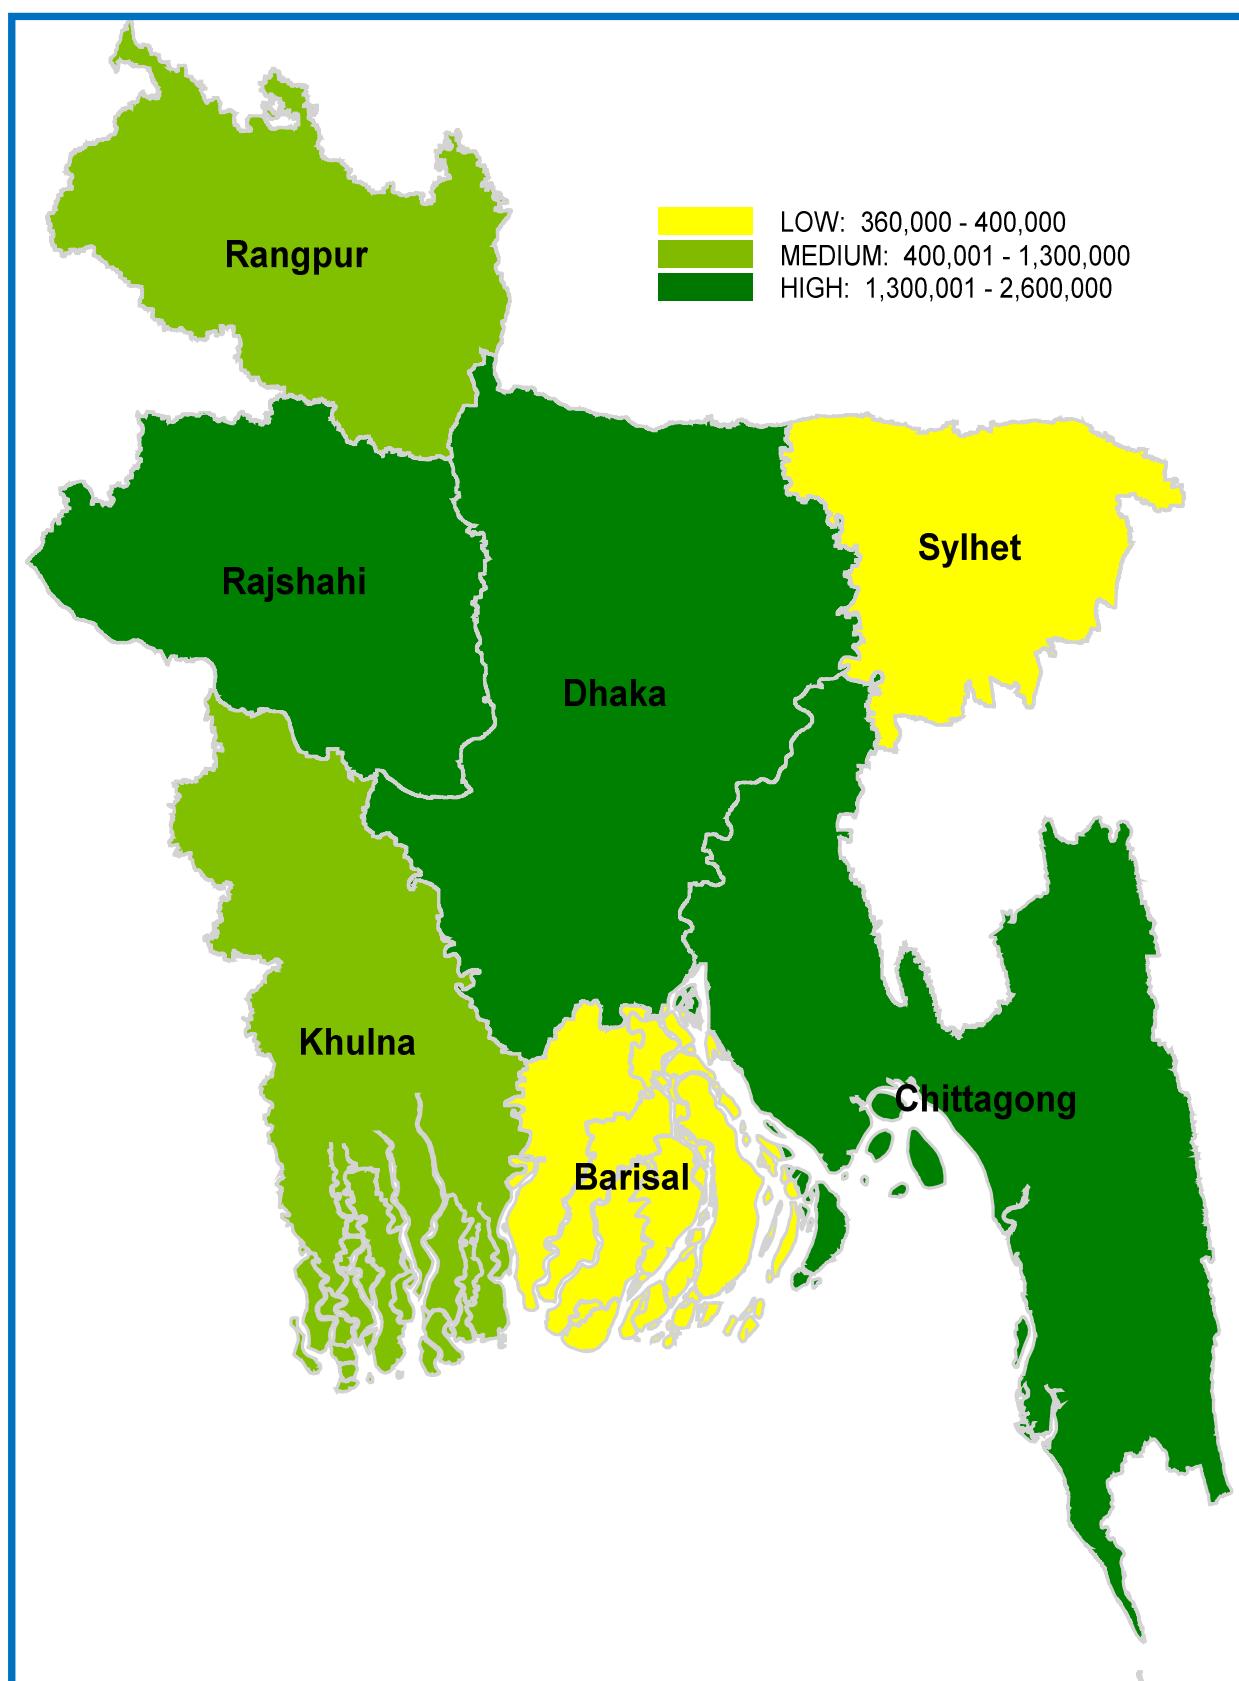 LOW: 360,000 - 400,000
MEDIUM: 400,001 - 1,300,000
HIGH: 1,300,001 - 2,600,000
Rangpur
Sylhet
Rajshahi
Dhaka
Khulna
Chittagong
Barisal